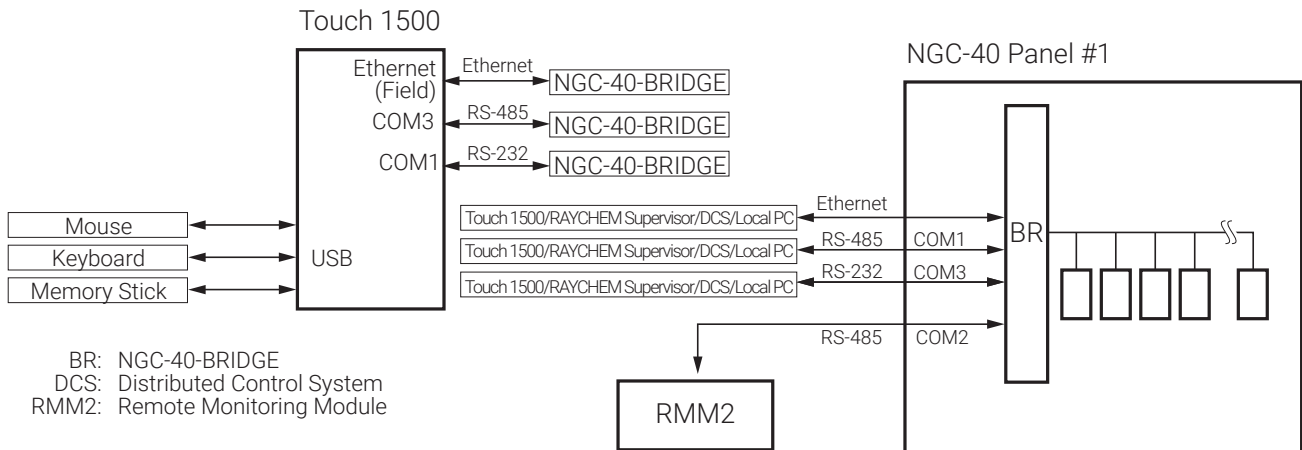 Touch 1500
Ethernet
(Field)
Ethernet
NGC-40-BRIDGE
COM3
RS-485
NGC-40-BRIDGE
COM1
RS-232
NGC-40-BRIDGE
Mouse
Keyboard
Memory Stick
USB
NGC-40 Panel #1
Touch 1500/RAYCHEM Supervisor/DCS/Local PC
Ethernet
Touch 1500/RAYCHEM Supervisor/DCS/Local PC
RS-485
COM1
Touch 1500/RAYCHEM Supervisor/DCS/Local PC
RS-232
COM3
BR
RS-485
COM2
RMM2
BR: NGC-40-BRIDGE
DCS: Distributed Control System
RMM2: Remote Monitoring Module